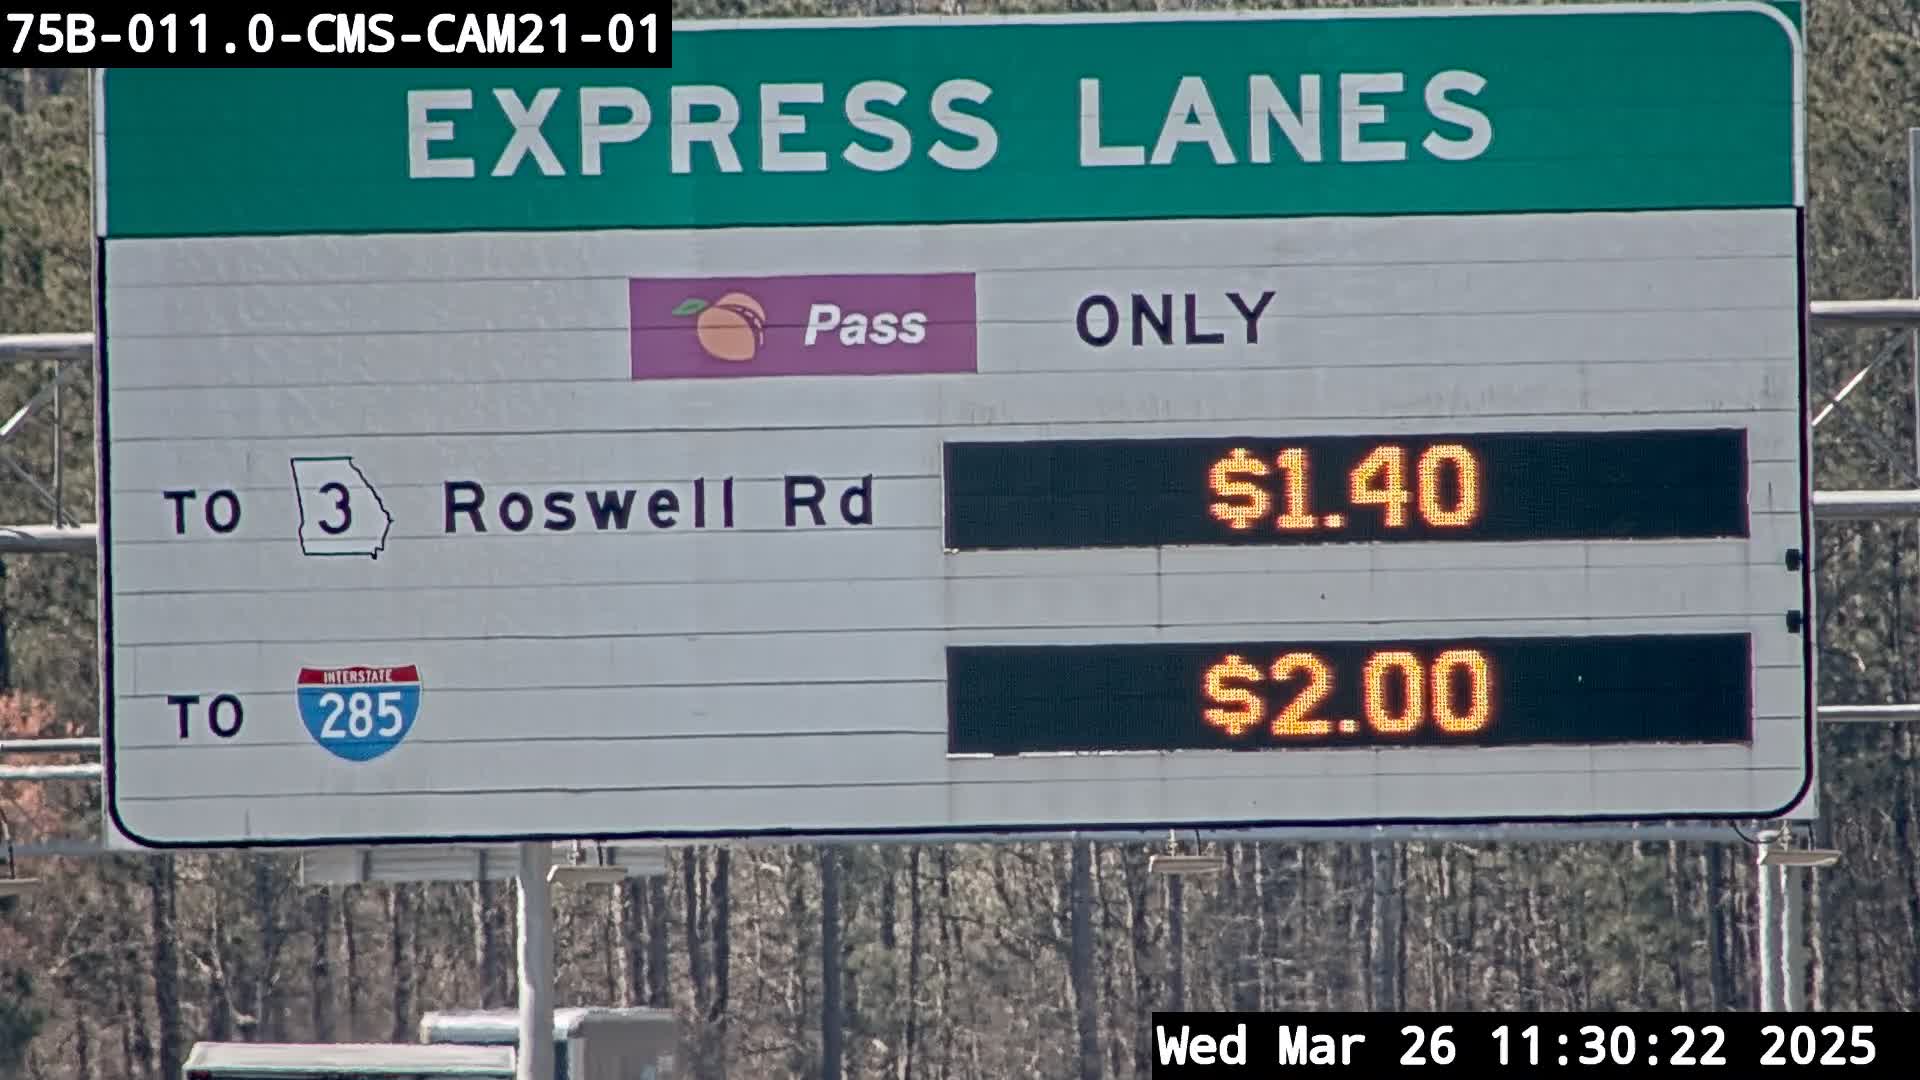 75B-011.0-CMS-CAM21-01
EXPRESS LANES
Pass ONLY
TO 3 Roswell Rd $1.40
TO INTERSTATE 285 $2.00
Wed Mar 26 11:30:22 2025